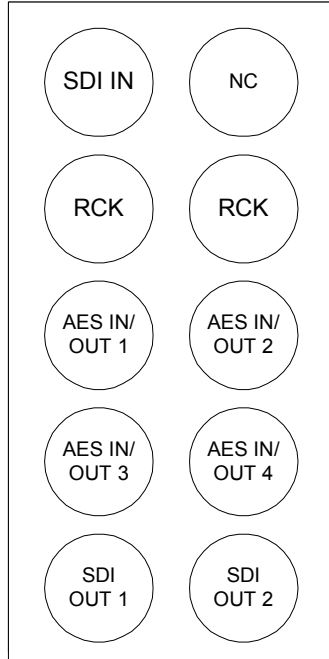 SDI IN
NC
RCK
RCK
AES IN/
OUT 1
AES IN/
OUT 2
AES IN/
OUT 3
AES IN/
OUT 4
SDI
OUT 1
SDI
OUT 2